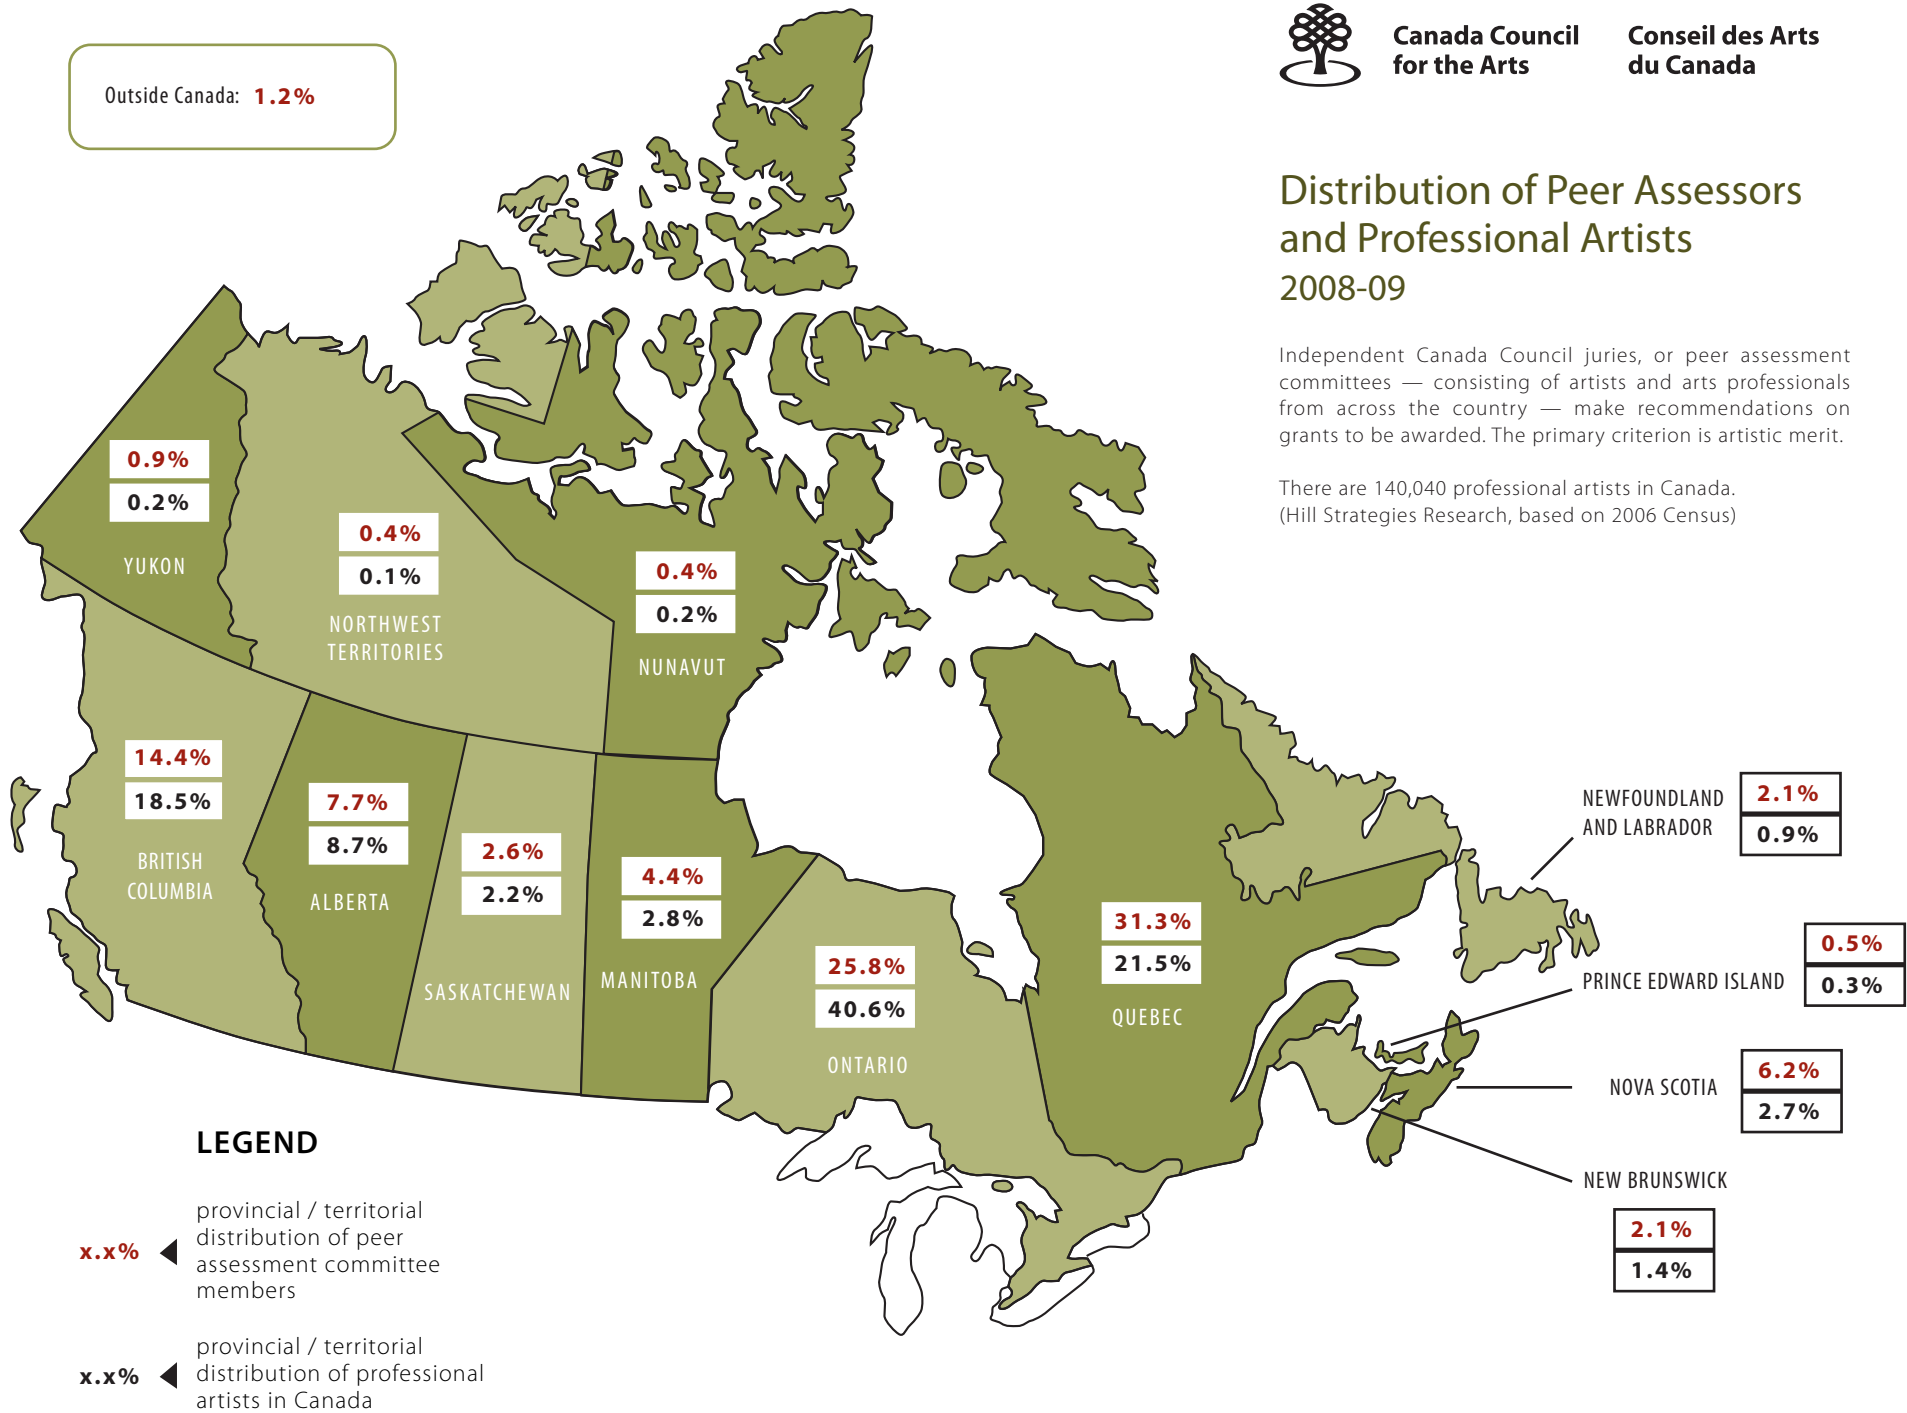 Outside Canada: 1.2%
Canada Council
for the Arts
Conseil des Arts
du Canada
Distribution of Peer Assessors
and Professional Artists
2008-09
Independent Canada Council juries, or peer assessment
committees — consisting of artists and arts professionals
from across the country — make recommendations on
grants to be awarded. The primary criterion is artistic merit.
There are 140,040 professional artists in Canada.
(Hill Strategies Research, based on 2006 Census)
0.9%
0.2%
YUKON
0.4%
0.1%
NORTHWEST
TERRITORIES
0.4%
0.2%
NUNAVUT
14.4%
18.5%
BRITISH
COLUMBIA
7.7%
8.7%
ALBERTA
2.6%
2.2%
SASKATCHEWAN
4.4%
2.8%
MANITOBA
25.8%
40.6%
ONTARIO
31.3%
21.5%
QUEBEC
NEWFOUNDLAND
AND LABRADOR
2.1%
0.9%
PRINCE EDWARD ISLAND
0.5%
0.3%
NOVA SCOTIA
6.2%
2.7%
NEW BRUNSWICK
2.1%
1.4%
LEGEND
x.x%
provincial / territorial
distribution of peer
assessment committee
members
x.x%
provincial / territorial
distribution of professional
artists in Canada